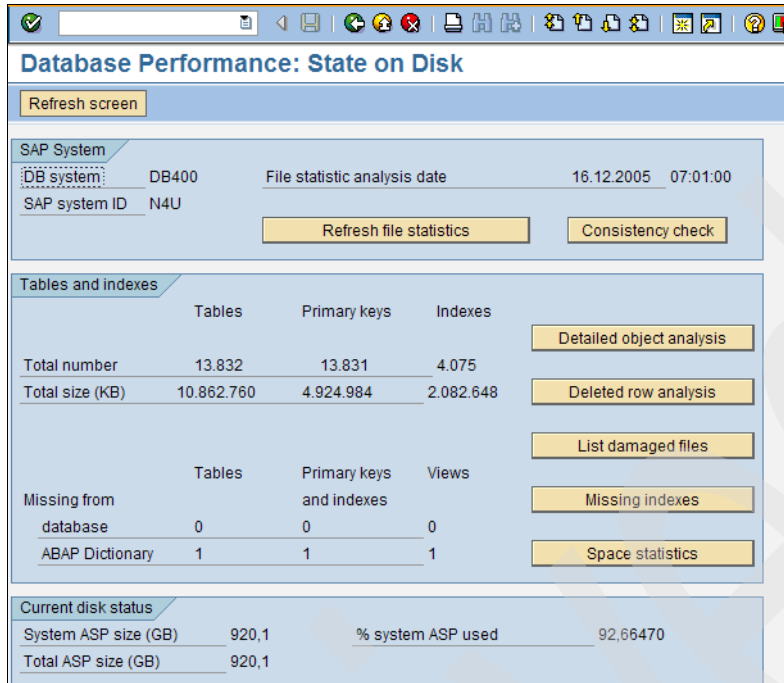 Database Performance: State on Disk
Refresh screen
SAP System
DB system DB400 File statistic analysis date 16.12.2005 07:01:00
SAP system ID N4U
Refresh file statistics Consistency check
Tables and indexes
Tables Primary keys Indexes
Detailed object analysis
Total number 13.832 13.831 4.075
Total size (KB) 10.862.760 4.924.984 2.082.648 Deleted row analysis
List damaged files
Tables Primary keys Views
Missing from and indexes Missing indexes
database 0 0 0
ABAP Dictionary 1 1 1 Space statistics
Current disk status
System ASP size (GB) 920,1 % system ASP used 92,66470
Total ASP size (GB) 920,1